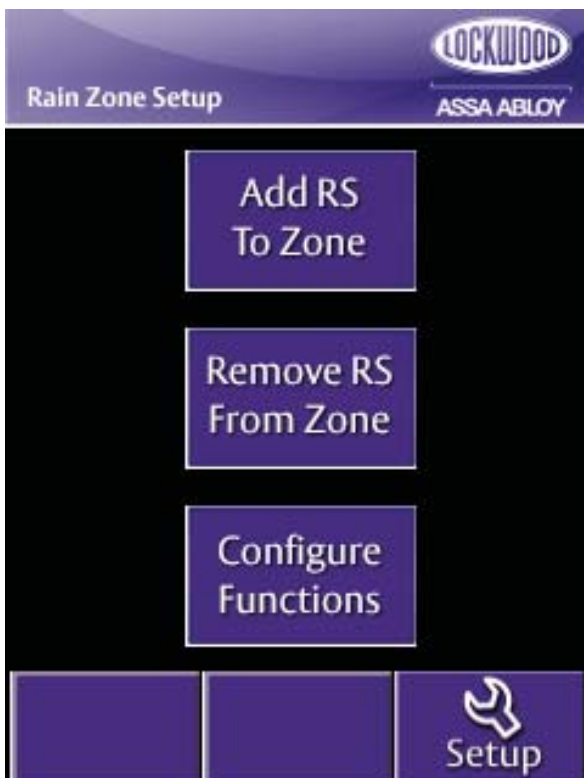 LOCKWOOD
Rain Zone Setup
ASSA ABLOY
Add RS
To Zone
Remove RS
From Zone
Configure
Functions
Setup